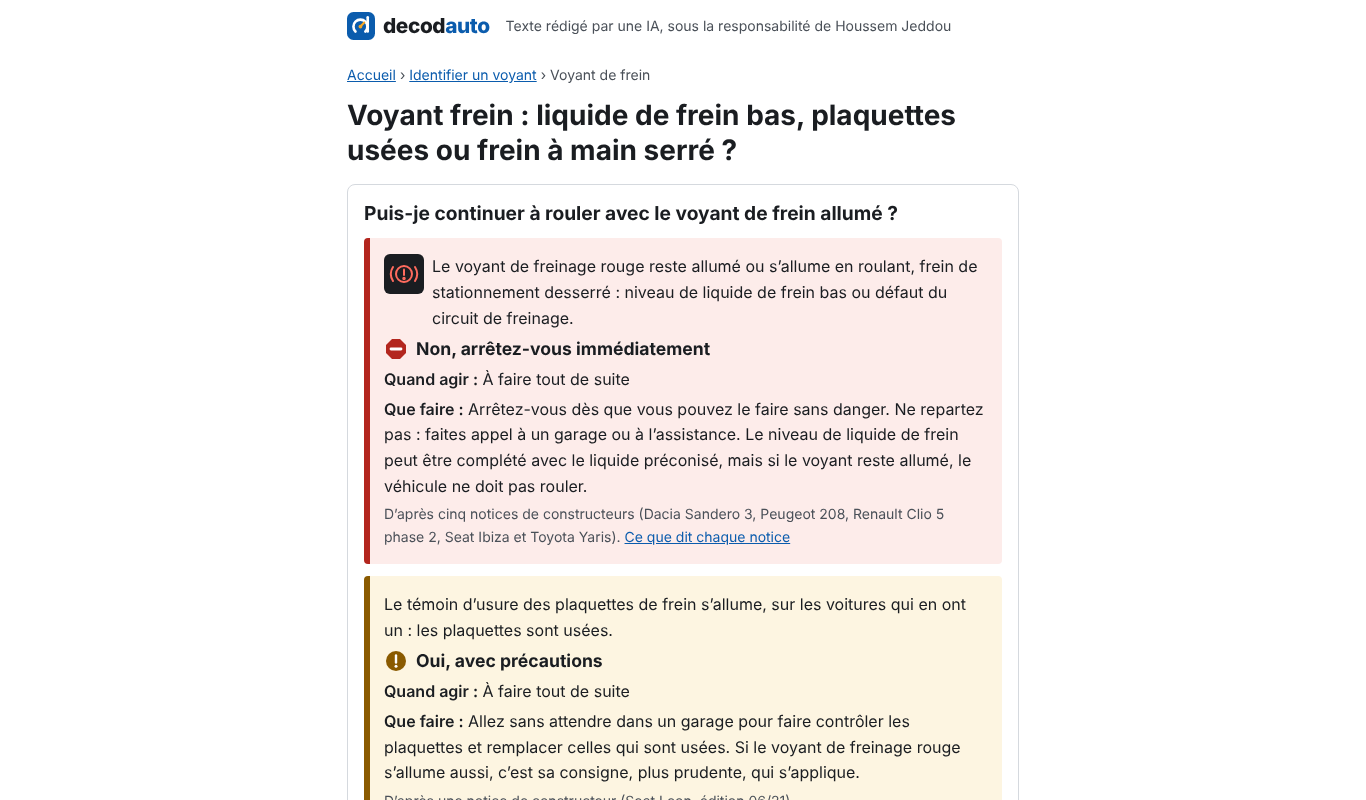 decodauto Texte rédigé par une IA, sous la responsabilité de Houssem Jeddou
Accueil › Identifier un voyant › Voyant de frein
Voyant frein : liquide de frein bas, plaquettes
usées ou frein à main serré ?
Puis-je continuer à rouler avec le voyant de frein allumé ?
Le voyant de freinage rouge reste allumé ou s’allume en roulant, frein de
stationnement desserré : niveau de liquide de frein bas ou défaut du
circuit de freinage.
Non, arrêtez-vous immédiatement
Quand agir : À faire tout de suite
Que faire : Arrêtez-vous dès que vous pouvez le faire sans danger. Ne repartez
pas : faites appel à un garage ou à l’assistance. Le niveau de liquide de frein
peut être complété avec le liquide préconisé, mais si le voyant reste allumé, le
véhicule ne doit pas rouler.
D’après cinq notices de constructeurs (Dacia Sandero 3, Peugeot 208, Renault Clio 5
phase 2, Seat Ibiza et Toyota Yaris). Ce que dit chaque notice
Le témoin d’usure des plaquettes de frein s’allume, sur les voitures qui en ont
un : les plaquettes sont usées.
Oui, avec précautions
Quand agir : À faire tout de suite
Que faire : Allez sans attendre dans un garage pour faire contrôler les
plaquettes et remplacer celles qui sont usées. Si le voyant de freinage rouge
s’allume aussi, c’est sa consigne, plus prudente, qui s’applique.
D’après une notice de constructeur (Seat Leon, édition 06/21)